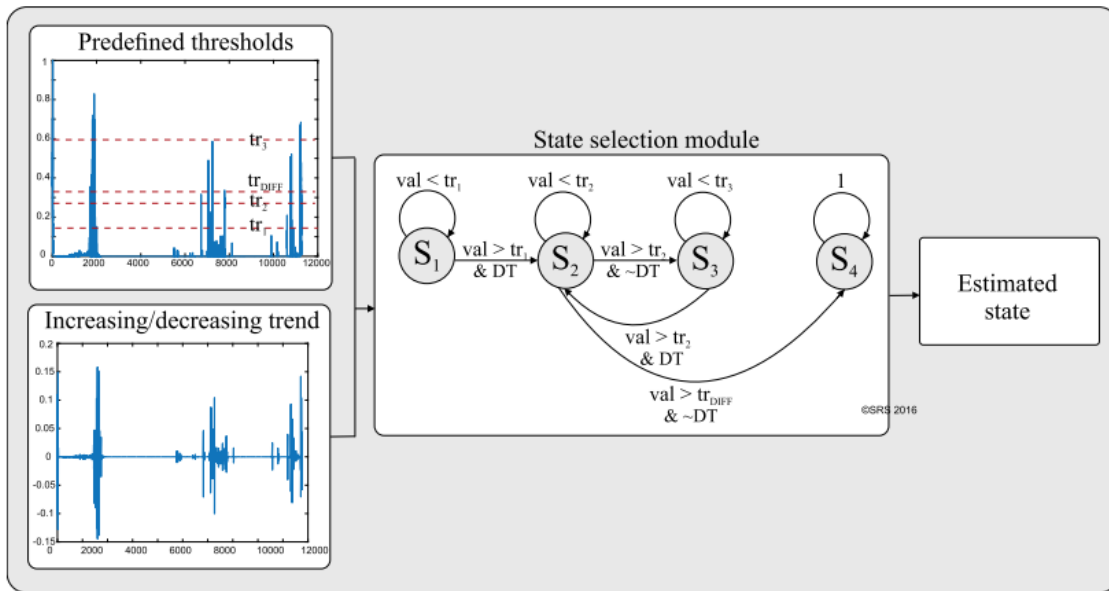 Predefined thresholds
1
0.8
0.6
0.4
0.2
0
tr3
trDIFF
tr2
tr1
0 2000 4000 6000 8000 10000 12000
Increasing/decreasing trend
0.2
0.15
0.1
0.05
0
-0.05
-0.1
-0.15
0 2000 4000 6000 8000 10000 12000
State selection module
val < tr1 val < tr2 val < tr3 1
S1 S2 S3 S4
val > tr1
& DT
val > tr2
& ~DT
val > tr2
& DT
val > trDIFF
& ~DT
©SRS 2016
Estimated
state